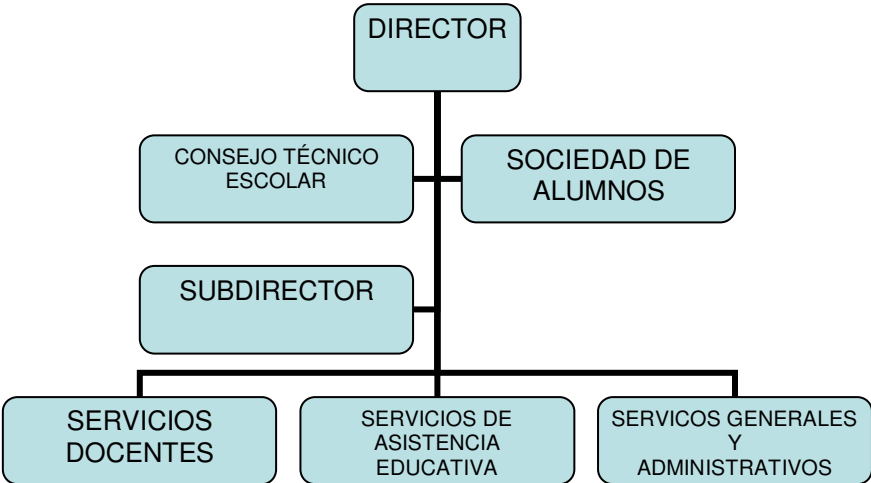 DIRECTOR
CONSEJO TÉCNICO
ESCOLAR
SOCIEDAD DE
ALUMNOS
SUBDIRECTOR
SERVICIOS
DOCENTES
SERVICIOS DE
ASISTENCIA
EDUCATIVA
SERVICOS GENERALES
Y
ADMINISTRATIVOS